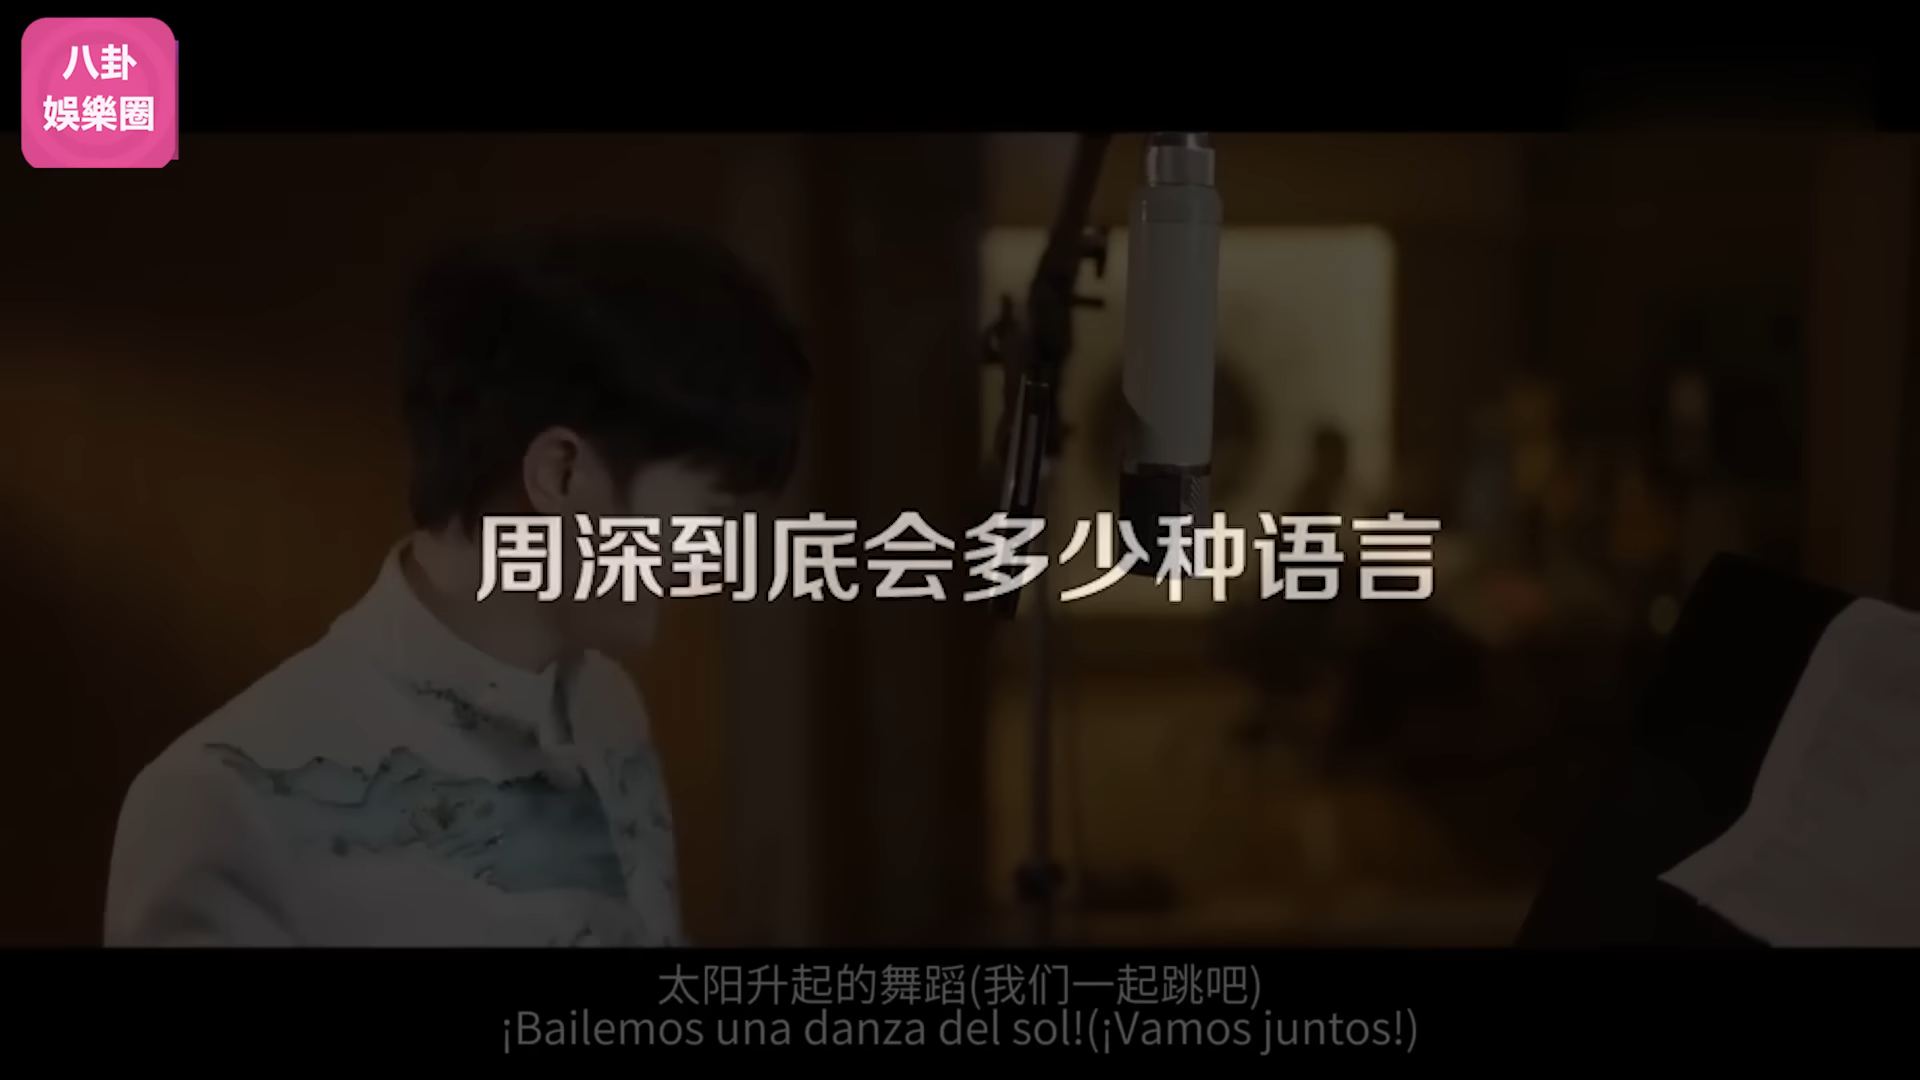 八卦
娛樂圈
周深到底会多少种语言
太阳升起的舞蹈(我们一起跳吧)
¡Bailemos una danza del sol!(¡Vamos juntos!)